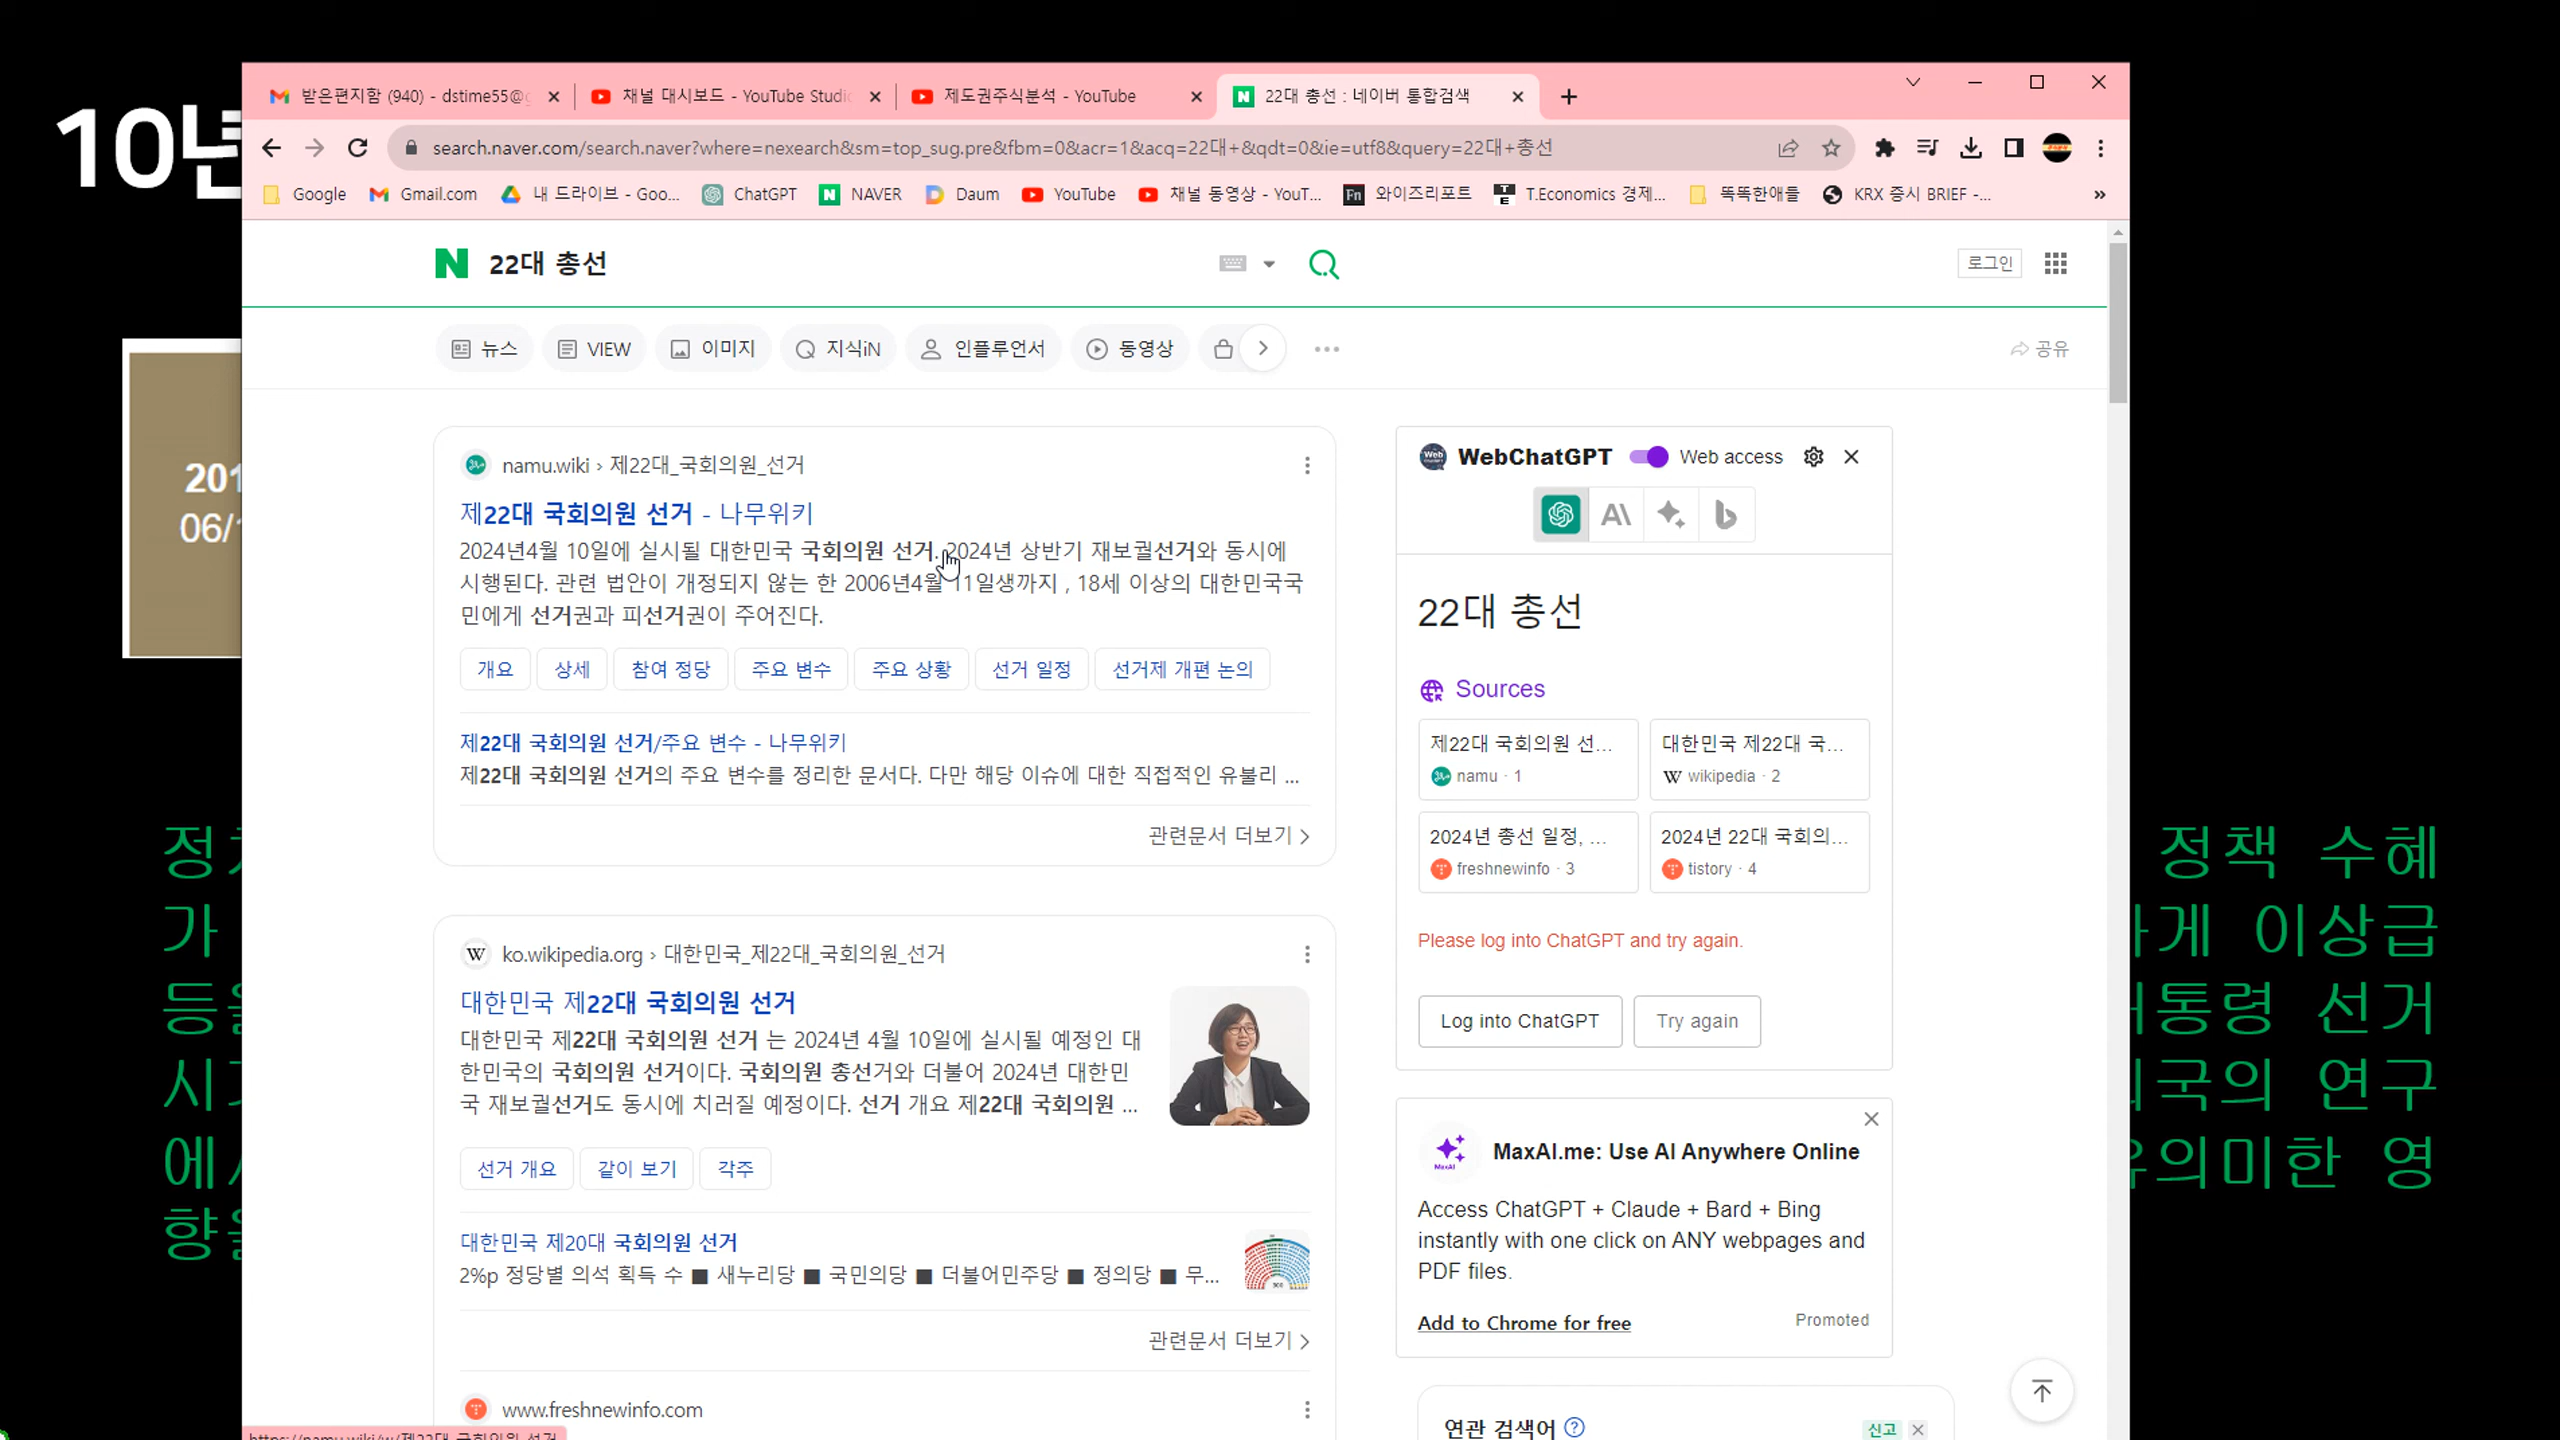 10년
받은편지함 (940) - dstime55@g
채널 대시보드 - YouTube Studi
제도권주식분석 - YouTube
22대 총선 : 네이버 통합검색
search.naver.com/search.naver?where=nexearch&sm=top_sug.pre&fbm=0&acr=1&acq=22대+&qdt=0&ie=utf8&query=22대+총선
Google
Gmail.com
내 드라이브 - Goo...
ChatGPT
NAVER
Daum
YouTube
채널 동영상 - YouT...
Fn 와이즈리포트
T.Economics 경제...
똑똑한애들
KRX 증시 BRIEF -...
»
N 22대 총선
로그인
뉴스
VIEW
이미지
지식iN
인플루언서
동영상
공유
201
06/1
namu.wiki › 제22대_국회의원_선거
제22대 국회의원 선거 - 나무위키
2024년4월 10일에 실시될 대한민국 국회의원 선거. 2024년 상반기 재보궐선거와 동시에
시행된다. 관련 법안이 개정되지 않는 한 2006년4월 11일생까지 , 18세 이상의 대한민국국
민에게 선거권과 피선거권이 주어진다.
개요
상세
참여 정당
주요 변수
주요 상황
선거 일정
선거제 개편 논의
제22대 국회의원 선거/주요 변수 - 나무위키
제22대 국회의원 선거의 주요 변수를 정리한 문서다. 다만 해당 이슈에 대한 직접적인 유불리 ...
관련문서 더보기 >
ko.wikipedia.org › 대한민국_제22대_국회의원_선거
대한민국 제22대 국회의원 선거
대한민국 제22대 국회의원 선거 는 2024년 4월 10일에 실시될 예정인 대
한민국의 국회의원 선거이다. 국회의원 총선거와 더불어 2024년 대한민
국 재보궐선거도 동시에 치러질 예정이다. 선거 개요 제22대 국회의원 ...
선거 개요
같이 보기
각주
대한민국 제20대 국회의원 선거
2%p 정당별 의석 획득 수 ■ 새누리당 ■ 국민의당 ■ 더불어민주당 ■ 정의당 ■ 무...
관련문서 더보기 >
www.freshnewinfo.com
https://namu.wiki/w/제22대 국회의원 선거
WebChatGPT
Web access
22대 총선
Sources
제22대 국회의원 선...
namu · 1
대한민국 제22대 국...
wikipedia · 2
2024년 총선 일정, ...
freshnewinfo · 3
2024년 22대 국회의...
tistory · 4
Please log into ChatGPT and try again.
Log into ChatGPT
Try again
MaxAI.me: Use AI Anywhere Online
Access ChatGPT + Claude + Bard + Bing
instantly with one click on ANY webpages and
PDF files.
Add to Chrome for free
Promoted
연관 검색어
신고
정책 수혜
가
게 이상급
통령 선거
국의 연구
의미한 영